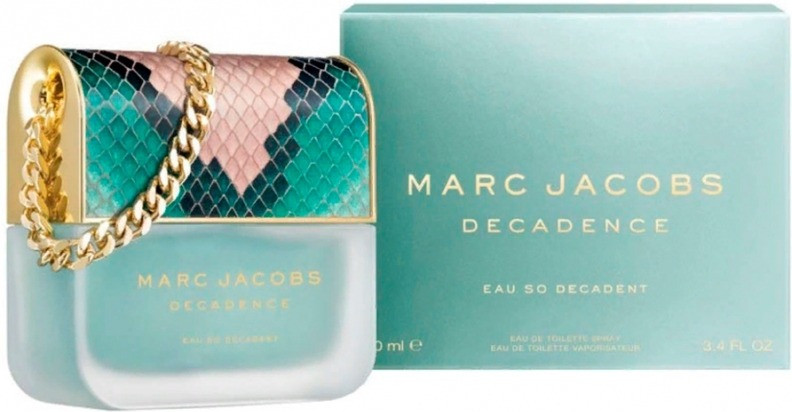 MARC JACOBS
DECADENCE
EAU SO DECADENT
MARC JACOBS
DECADENCE
EAU SO DECADENT
0 ml e
EAU DE TOILETTE SPRAY
EAU DE TOILETTE VAPORISATEUR
3.4 FL OZ